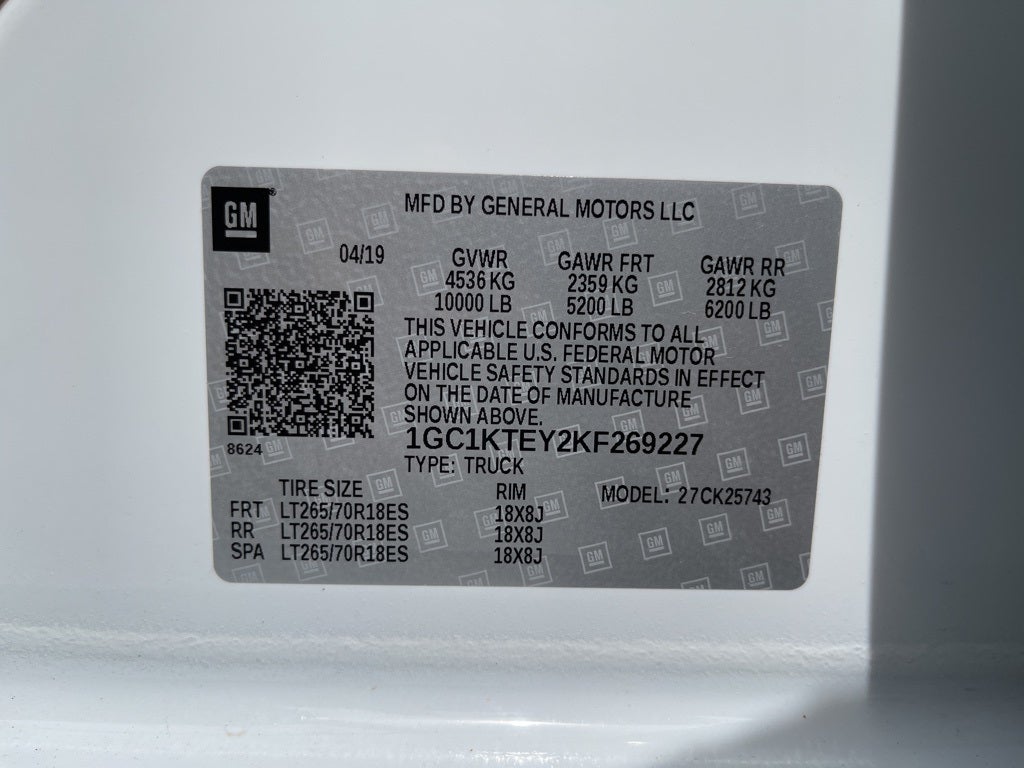 GM
MFD BY GENERAL MOTORS LLC
04/19 GVWR GAWR FRT GAWR RR
4536 KG 2359 KG 2812 KG
10000 LB 5200 LB 6200 LB
THIS VEHICLE CONFORMS TO ALL
APPLICABLE U.S. FEDERAL MOTOR
VEHICLE SAFETY STANDARDS IN EFFECT
ON THE DATE OF MANUFACTURE
SHOWN ABOVE.
1GC1KTEY2KF269227
8624
TYPE: TRUCK
TIRE SIZE RIM MODEL: 27CK25743
FRT LT265/70R18ES 18X8J
RR LT265/70R18ES 18X8J
SPA LT265/70R18ES 18X8J